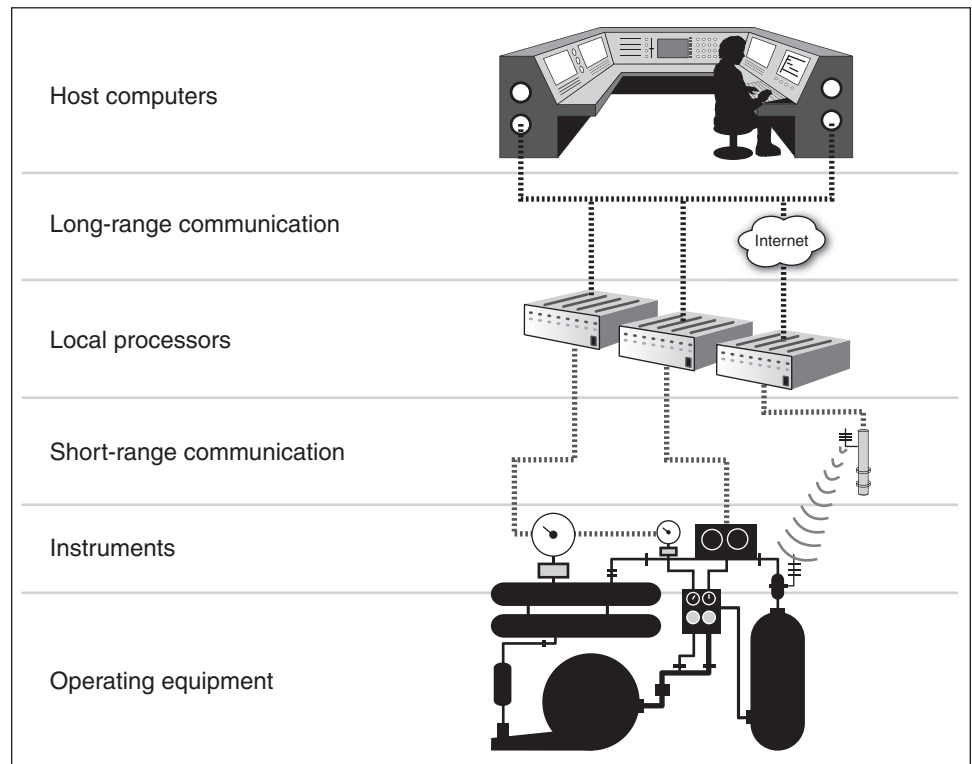 Host computers
Long-range communication
Internet
Local processors
Short-range communication
Instruments
Operating equipment